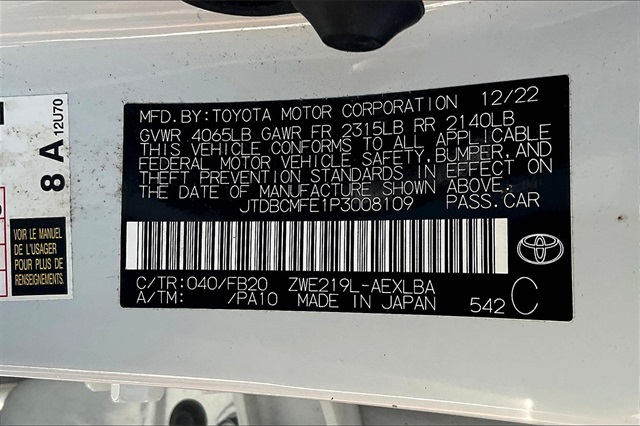 MFD.BY:TOYOTA MOTOR CORPORATION 12/22
GVWR 4065LB GAWR FR 2315LB RR 2140LB
THIS VEHICLE CONFORMS TO ALL APPLICABLE
FEDERAL MOTOR VEHICLE SAFETY,BUMPER,AND
THEFT PREVENTION STANDARDS IN EFFECT ON
THE DATE OF MANUFACTURE SHOWN ABOVE.
JTDBCMFE1P3008109 PASS.CAR
C/TR:040/FB20 ZWE219L-AEXLBA
A/TM: /PA10 MADE IN JAPAN 542 C
8 A 12U70
VOIR LE MANUEL
DE L'USAGER
POUR PLUS DE
RENSEIGNEMENTS.